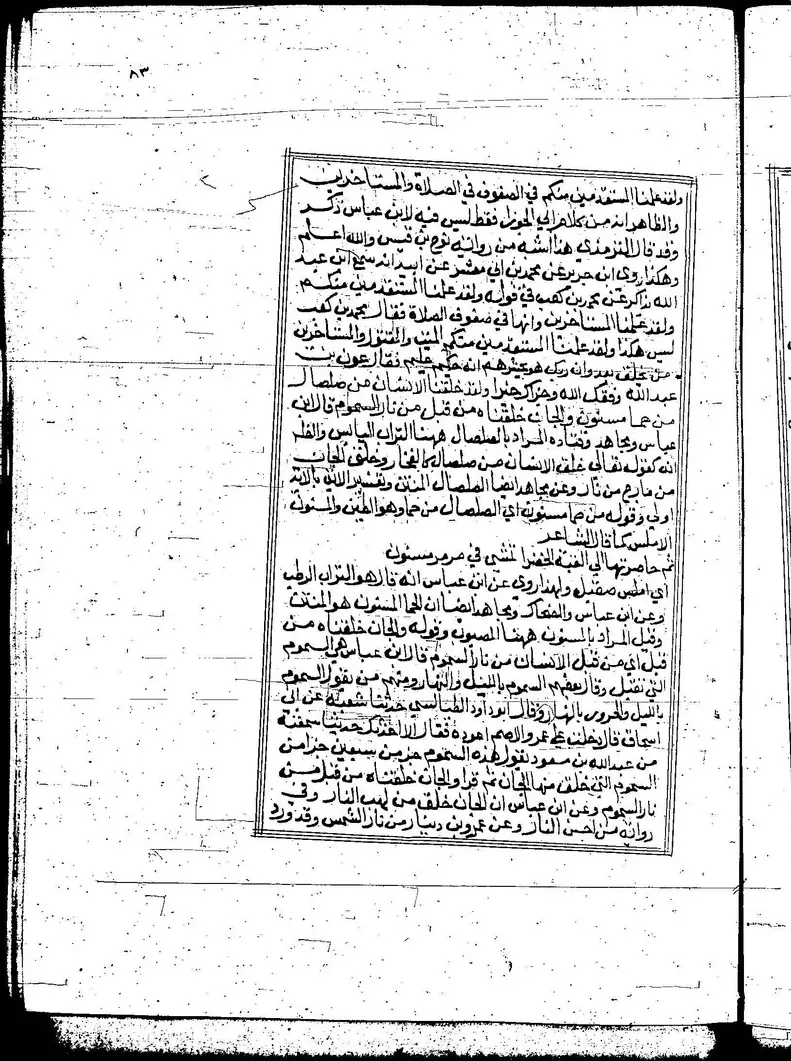 ٨٣
ولقد علمنا المستقدمين منكم في الصفوف في الصلاة والمستاخرين
والظاهر انه من كلام ابي الجوزا فقط ليس فيه لابن عباس ذكر
وقد قال الترمذي هذا اشبه من رواية نوح بن قيس والله اعلم
وهكذا روى ابن جرير عن محمد بن ابي معشر عن ابيه انه سمع ابن عبد
الله يذاكر عن محمد بن كعب في قوله ولقد علمنا المستقدمين منكم
ولقد علمنا المستاخرين وانها في صفوف الصلاة فقال محمد بن كعب
ليس هكذا ولقد علمنا المستقدمين منكم الميت والمقتول والمستاخرين
من يخلق بعد وان ربك هو يحشرهم انه حكيم عليم فقال عون بن
عبد الله وفقك الله وجزاك خيرا ولقد خلقنا الانسان من صلصال
من حما مسنون والجان خلقناه من قبل من نار السموم قال ابن
عباس ومجاهد وقتاده المراد بالصلصال ههنا التراب اليابس والظاهر
انه كقوله تعالى خلق الانسان من صلصال كالفخار وخلق الجان
من مارج من نار وعن مجاهد ايضا الصلصال المنتن وتفسير الاية بالاية
اولى وقوله من حما مسنون اي الصلصال من حما وهو الطين والمسنون
الاملس كما قال الشاعر
ثم خاصرتها الى القبة الخضرا تمشي في مرمر مسنون
اي املس صقيل ولهذا روي عن ابن عباس انه قال هو التراب الرطب
وعن ابن عباس والضحاك ومجاهد ايضا ان الحما المسنون هو المنتن
وقيل المراد بالمسنون ههنا المصبوب وقوله والجان خلقناه من
قبل اي من قبل الانسان من نار السموم قال ابن عباس هي السموم
التي تقتل وقال بعضهم السموم بالليل والنهار ومنهم من يقول السموم
بالليل والحرور بالنهار وقال ابو داود الطيالسي حدثنا شعبة عن ابي
اسحاق قال دخلت على عمرو الاصم اعوده فقال الا احدثك حديثا سمعته
من عبد الله بن مسعود يقول هذه السموم جز من سبعين جزا من
السموم التي خلق منها الجان ثم قرا والجان خلقناه من قبل من
نار السموم وعن ابن عباس ان الجان خلق من لهب النار وفي
رواية من احسن النار وعن عمرو بن دينار من نار الشمس وقد ورد